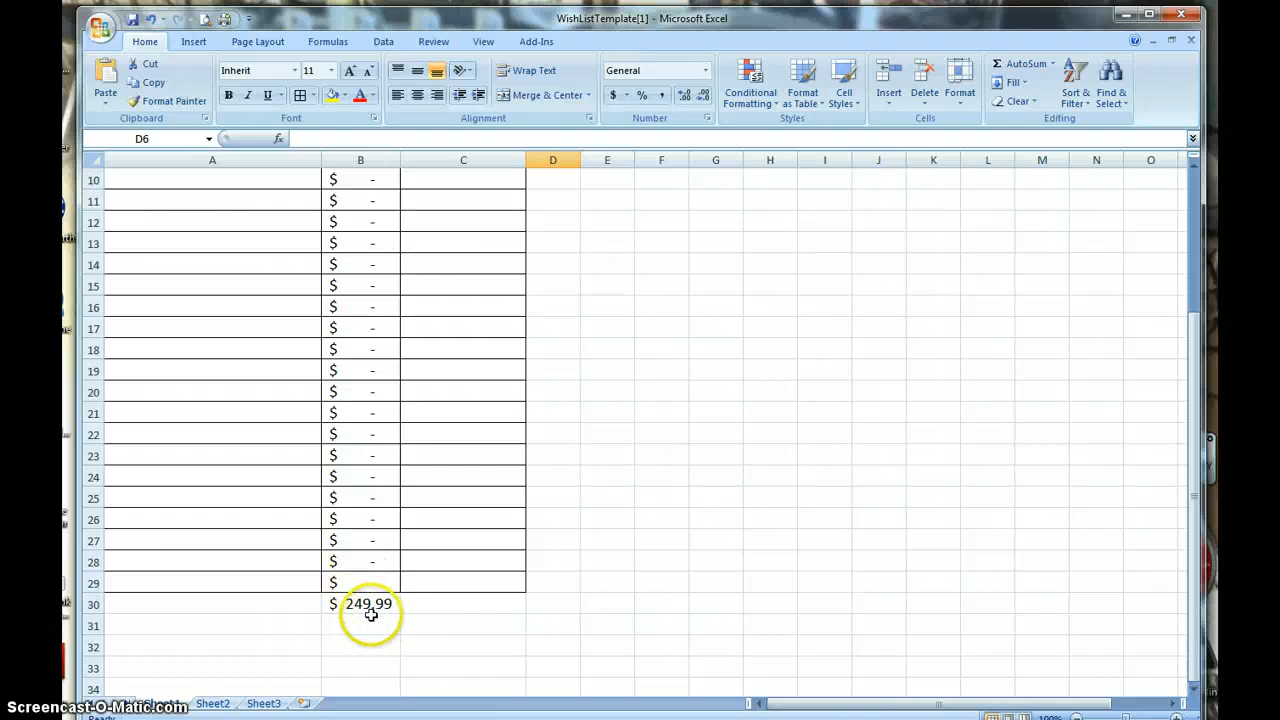 WishListTemplate[1] - Microsoft Excel
Home Insert Page Layout Formulas Data Review View Add-Ins
Paste
Cut
Copy
Format Painter
Clipboard
Inherit 11
B I U
Font
Wrap Text
Merge & Center
Alignment
General
$ % ,
Number
Conditional Formatting
Format as Table
Cell Styles
Styles
Insert Delete Format
Cells
Σ AutoSum
Fill
Clear
Sort & Filter
Find & Select
Editing
D6 fx
A B C D E F G H I J K L M N O
10 $ -
11 $ -
12 $ -
13 $ -
14 $ -
15 $ -
16 $ -
17 $ -
18 $ -
19 $ -
20 $ -
21 $ -
22 $ -
23 $ -
24 $ -
25 $ -
26 $ -
27 $ -
28 $ -
29 $
30 $ 249.99
31
32
33
34
Sheet2 Sheet3
Screencast-O-Matic.com
Ready 100%